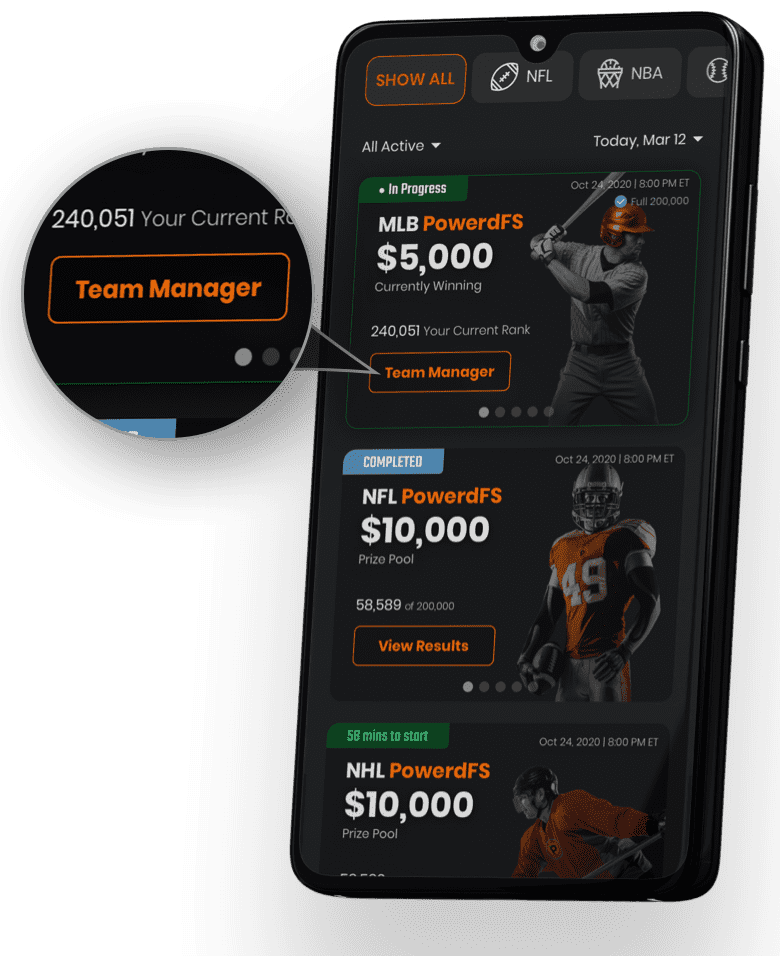 SHOW ALL
NFL
NBA
All Active
Today, Mar 12
• In Progress
Oct 24, 2020 | 8:00 PM ET
Full 200,000
MLB PowerdFS
$5,000
Currently Winning
240,051 Your Current Rank
Team Manager
240,051 Your Current Ra
Team Manager
COMPLETED
Oct 24, 2020 | 8:00 PM ET
NFL PowerdFS
$10,000
Prize Pool
49
58,589 of 200,000
View Results
58 mins to start
Oct 24, 2020 | 8:00 PM ET
NHL PowerdFS
$10,000
Prize Pool